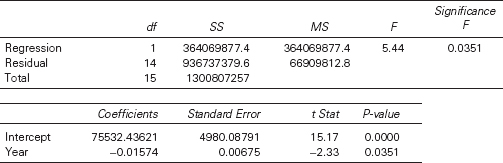 Significance
df SS MS F F
Regression 1 364069877.4 364069877.4 5.44 0.0351
Residual 14 936737379.6 66909812.8
Total 15 1300807257
Coefficients Standard Error t Stat P-value
Intercept 75532.43621 4980.08791 15.17 0.0000
Year −0.01574 0.00675 −2.33 0.0351